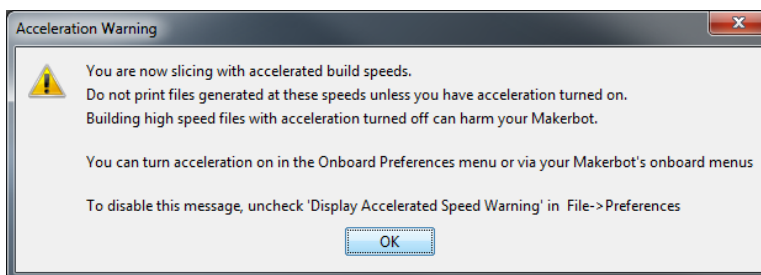 Acceleration Warning
You are now slicing with accelerated build speeds.
Do not print files generated at these speeds unless you have acceleration turned on.
Building high speed files with acceleration turned off can harm your Makerbot.
You can turn acceleration on in the Onboard Preferences menu or via your Makerbot's onboard menus
To disable this message, uncheck 'Display Accelerated Speed Warning' in  File->Preferences
OK